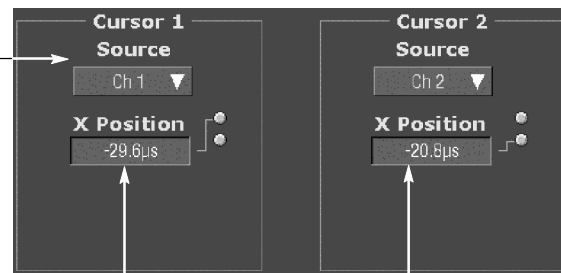 Cursor 1
Source
Ch 1
X Position
-29.6µs
Cursor 2
Source
Ch 2
X Position
-20.8µs